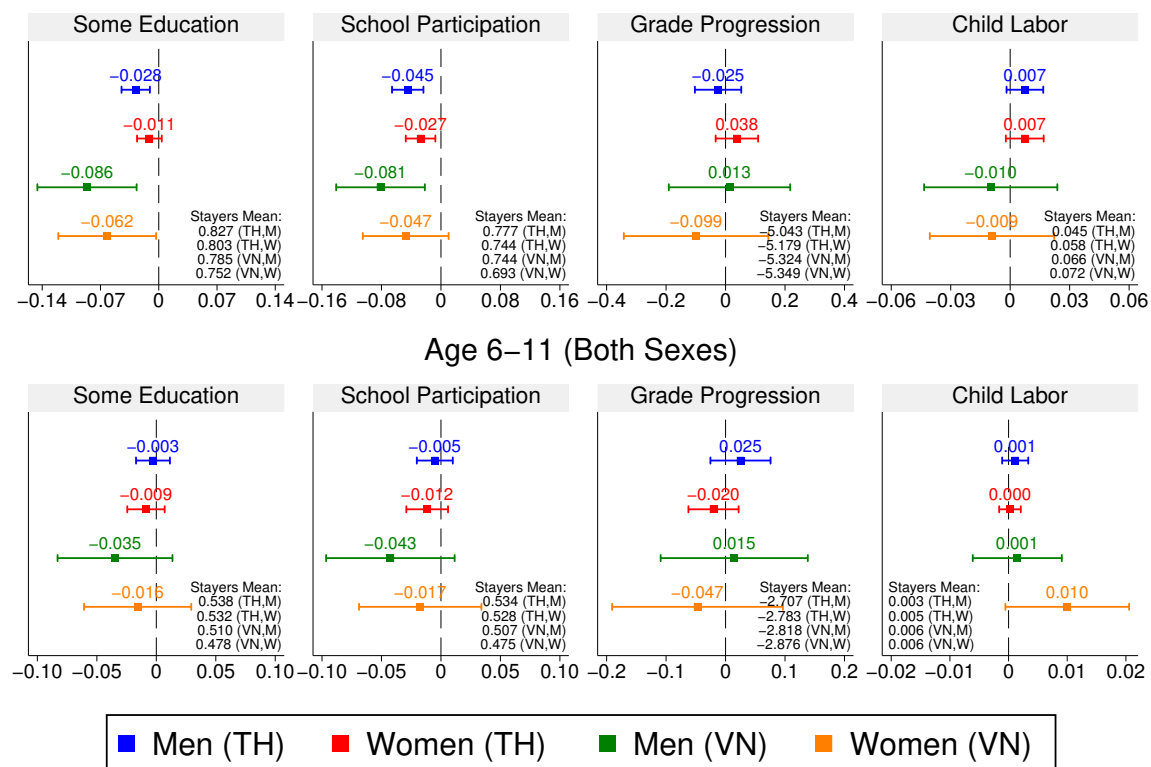 Some Education
School Participation
Grade Progression
Child Labor
−0.028
−0.011
−0.086
−0.062
Stayers Mean:
0.827 (TH,M)
0.803 (TH,W)
0.785 (VN,M)
0.752 (VN,W)
−0.14 −0.07 0 0.07 0.14
−0.045
−0.027
−0.081
−0.047
Stayers Mean:
0.777 (TH,M)
0.744 (TH,W)
0.744 (VN,M)
0.693 (VN,W)
−0.16 −0.08 0 0.08 0.16
−0.025
0.038
0.013
−0.099
Stayers Mean:
−5.043 (TH,M)
−5.179 (TH,W)
−5.324 (VN,M)
−5.349 (VN,W)
−0.4 −0.2 0 0.2 0.4
0.007
0.007
−0.010
−0.009
Stayers Mean:
0.045 (TH,M)
0.058 (TH,W)
0.066 (VN,M)
0.072 (VN,W)
−0.06 −0.03 0 0.03 0.06
Age 6−11 (Both Sexes)
Some Education
School Participation
Grade Progression
Child Labor
−0.003
−0.009
−0.035
−0.016
Stayers Mean:
0.538 (TH,M)
0.532 (TH,W)
0.510 (VN,M)
0.478 (VN,W)
−0.10 −0.05 0 0.05 0.10
−0.005
−0.012
−0.043
−0.017
Stayers Mean:
0.534 (TH,M)
0.528 (TH,W)
0.507 (VN,M)
0.475 (VN,W)
−0.10 −0.05 0 0.05 0.10
0.025
−0.020
0.015
−0.047
Stayers Mean:
−2.707 (TH,M)
−2.783 (TH,W)
−2.818 (VN,M)
−2.876 (VN,W)
−0.2 −0.1 0 0.1 0.2
0.001
0.000
0.001
0.010
Stayers Mean:
0.003 (TH,M)
0.005 (TH,W)
0.006 (VN,M)
0.006 (VN,W)
−0.02 −0.01 0 0.01 0.02
Men (TH) Women (TH) Men (VN) Women (VN)